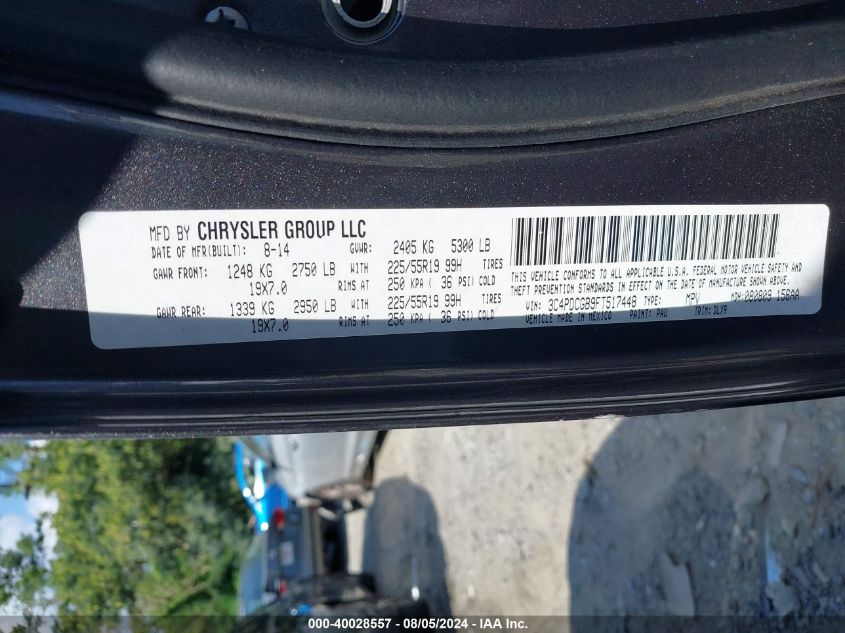 MFD BY CHRYSLER GROUP LLC
DATE OF MFR(BUILT): 8-14 GVWR: 2405 KG 5300 LB
GAWR FRONT: 1248 KG 2750 LB WITH 225/55R19 99H TIRES
19X7.0 RIMS AT 250 KPA ( 36 PSI) COLD
GAWR REAR: 1339 KG 2950 LB WITH 225/55R19 99H TIRES
19X7.0 RIMS AT 250 KPA ( 36 PSI) COLD
THIS VEHICLE CONFORMS TO ALL APPLICABLE U.S.A. FEDERAL MOTOR VEHICLE SAFETY AND
THEFT PREVENTION STANDARDS IN EFFECT ON THE DATE OF MANUFACTURE SHOWN ABOVE.
VIN: 3C4PDCGB9FT517448 TYPE: MPV MDH: 080609 156AA
VEHICLE MADE IN MEXICO PAINT: PAU TRIM: DLX9
000-40028557 - 08/05/2024 - IAA Inc.